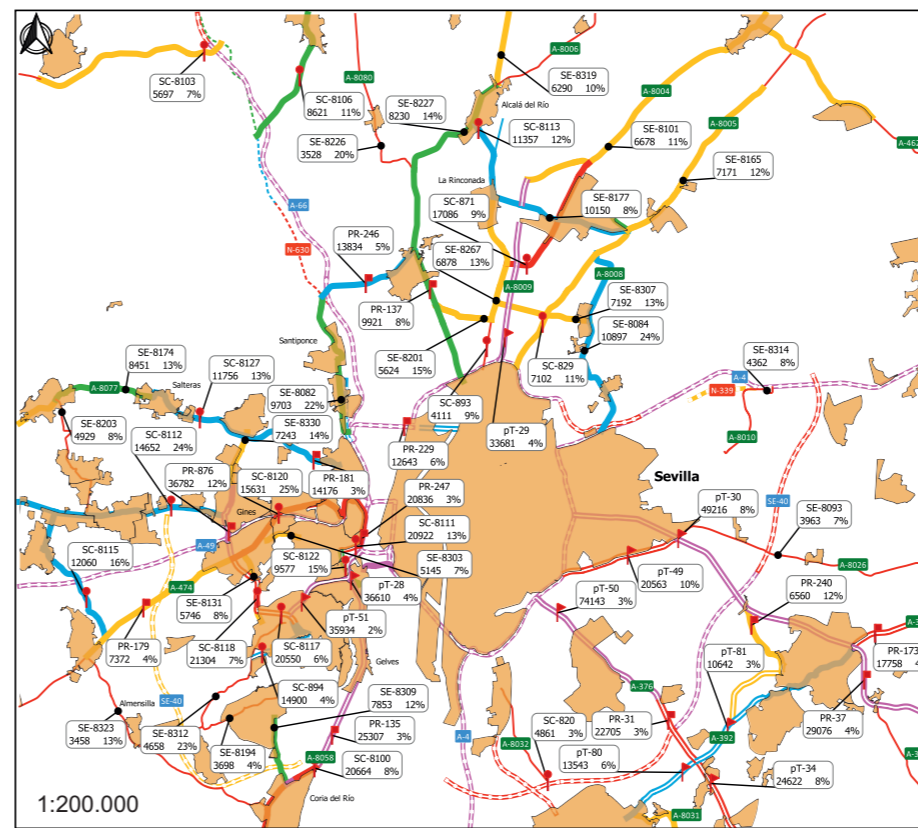 A-8006
SE-8319
6290 10%
SC-8103
5697 7%
A-8080
SC-8106
8621 11%
SE-8227
8230 14%
Alcalá del Río
A-8004
SE-8226
3528 20%
SC-8113
11357 12%
SE-8101
6678 11%
A-8005
A-462
SE-8165
7171 12%
La Rinconada
SE-8177
10150 8%
A-66
SC-871
17086 9%
N-630
PR-246
13834 5%
SE-8267
6878 13%
A-8008
A-8009
PR-137
9921 8%
SE-8307
7192 13%
SE-8084
10897 24%
Santiponce
SE-8201
5624 15%
SC-829
7102 11%
SE-8314
4362 8%
SE-8174
8451 13%
SC-8127
11756 13%
A-8077
Salteras
SE-8082
9703 22%
SC-893
4111 9%
A-4
N-339
SE-8203
4929 8%
SE-8330
7243 14%
pT-29
33681 4%
A-8010
SC-8112
14652 24%
PR-229
12643 6%
PR-876
36782 12%
SC-8120
15631 25%
PR-181
14176 3%
PR-247
20836 3%
Sevilla
pT-30
49216 8%
SE-40
SE-8093
3963 7%
Gines
SC-8111
20922 13%
A-49
SC-8115
12060 16%
SC-8122
9577 15%
SE-8303
5145 7%
A-8026
A-474
SE-8131
5746 8%
pT-28
36610 4%
pT-50
74143 3%
pT-49
20563 10%
PR-240
6560 12%
pT-51
35934 2%
A-3
PR-179
7372 4%
SC-8118
21304 7%
SC-8117
20550 6%
pT-81
10642 3%
PR-173
17758 4
Gelves
A-376
Almensilla
SE-40
SC-894
14900 4%
SE-8309
7853 12%
SE-8323
3458 13%
SE-8312
4658 23%
SE-8194
3698 4%
PR-135
25307 3%
A-4
A-8032
SC-820
4861 3%
PR-31
22705 3%
A-392
PR-37
29076 4%
A-8058
SC-8100
20664 8%
pT-80
13543 6%
A-3
pT-34
24622 8%
1:200.000
Coria del Río
A-8031